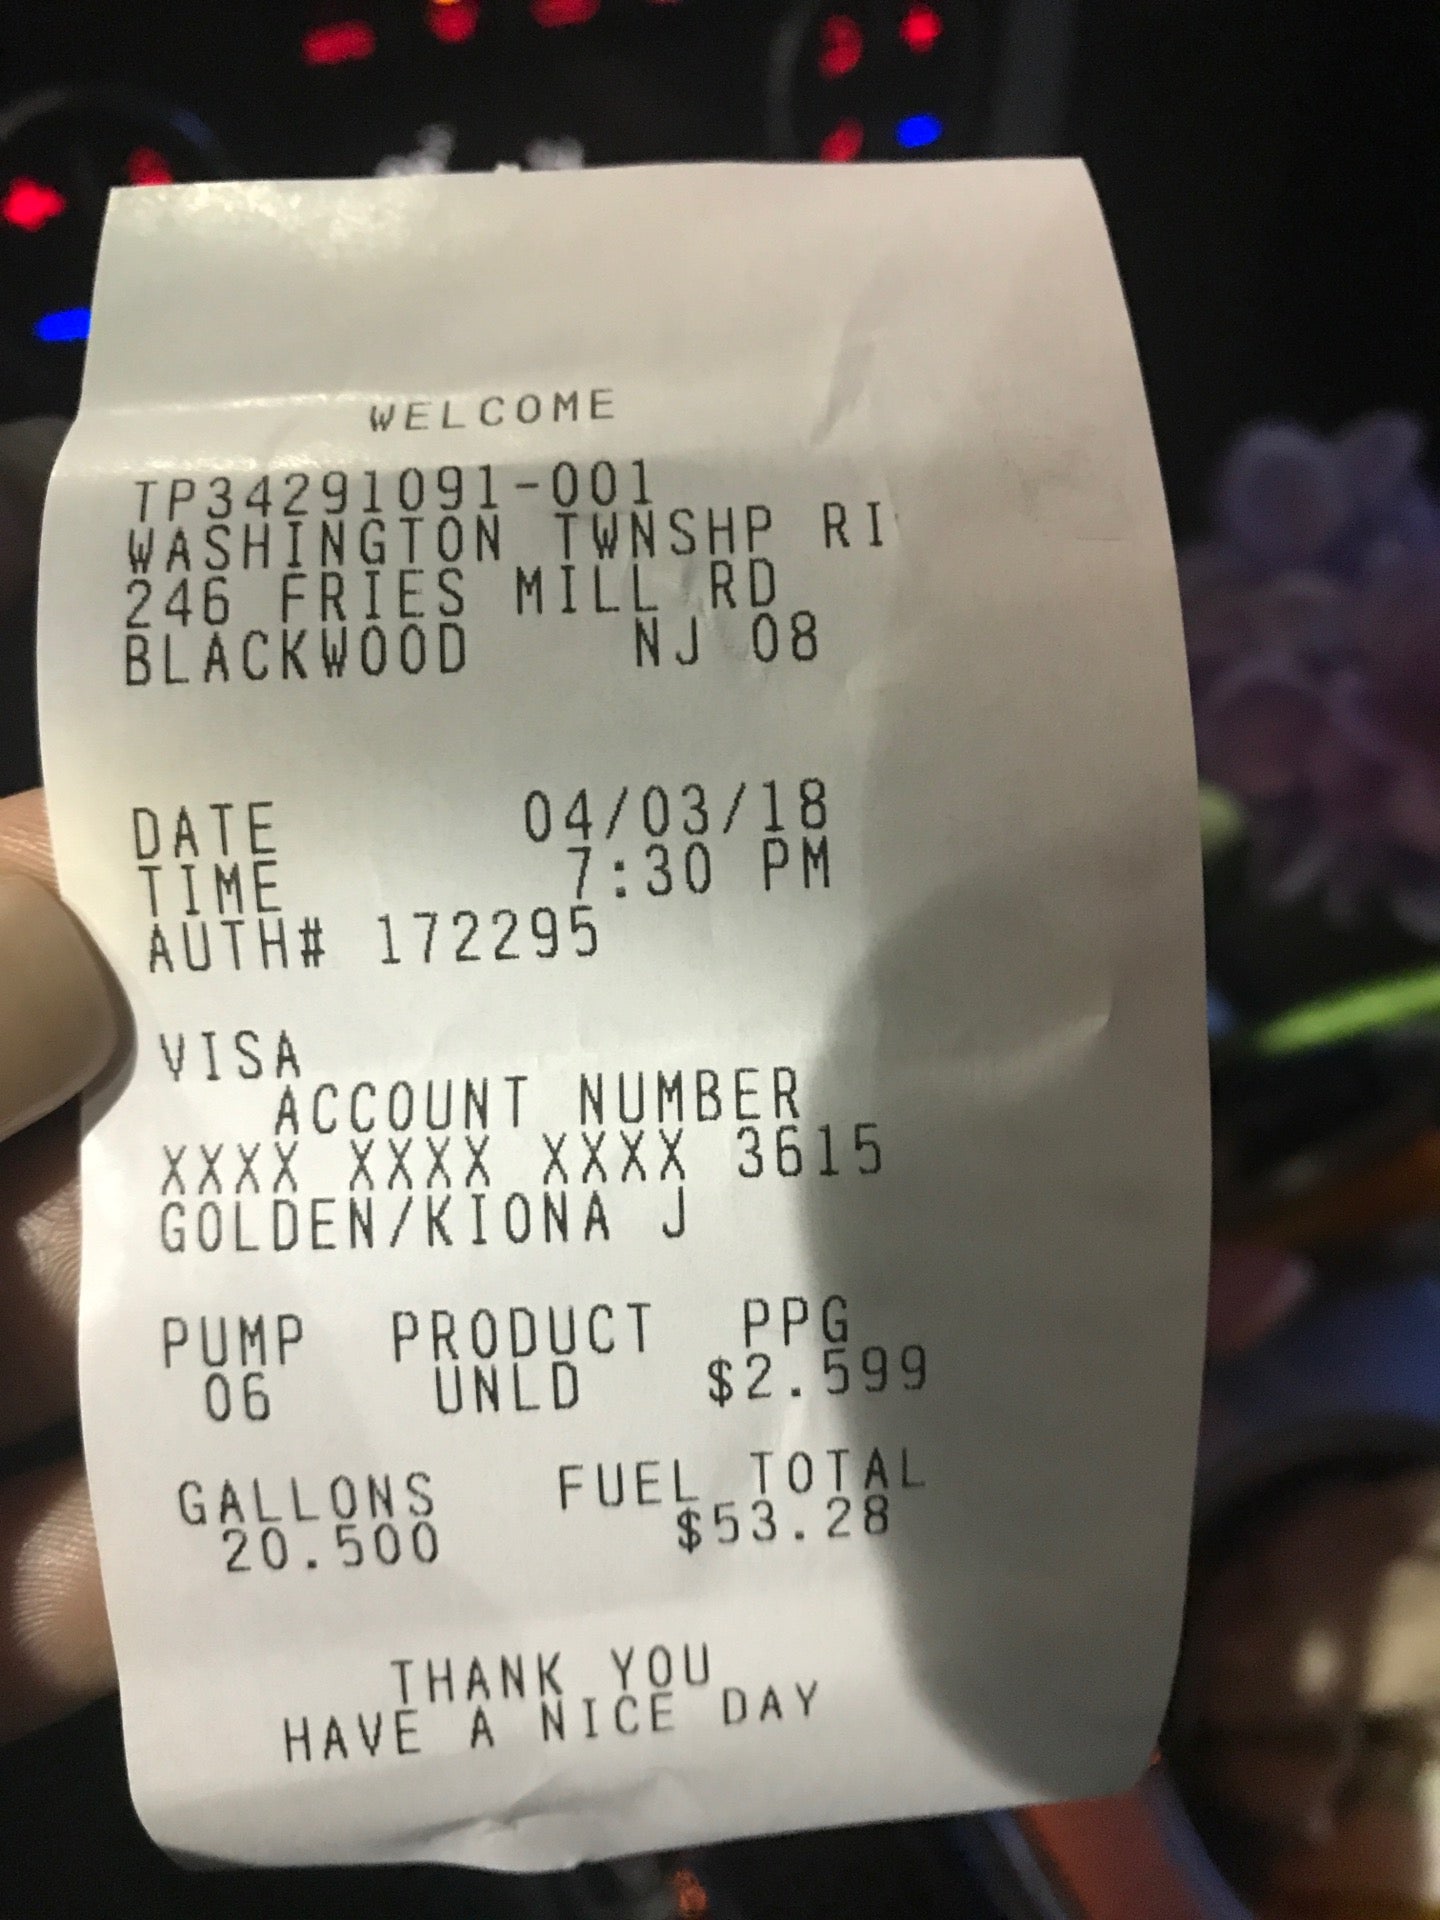 WELCOME
TP34291091-001
WASHINGTON TWNSHP RI
246 FRIES MILL RD
BLACKWOOD NJ 08
DATE 04/03/18
TIME 7:30 PM
AUTH# 172295
VISA
ACCOUNT NUMBER
XXXX XXXX XXXX 3615
GOLDEN/KIONA J
PUMP PRODUCT PPG
06 UNLD $2.599
GALLONS FUEL TOTAL
20.500 $53.28
THANK YOU
HAVE A NICE DAY